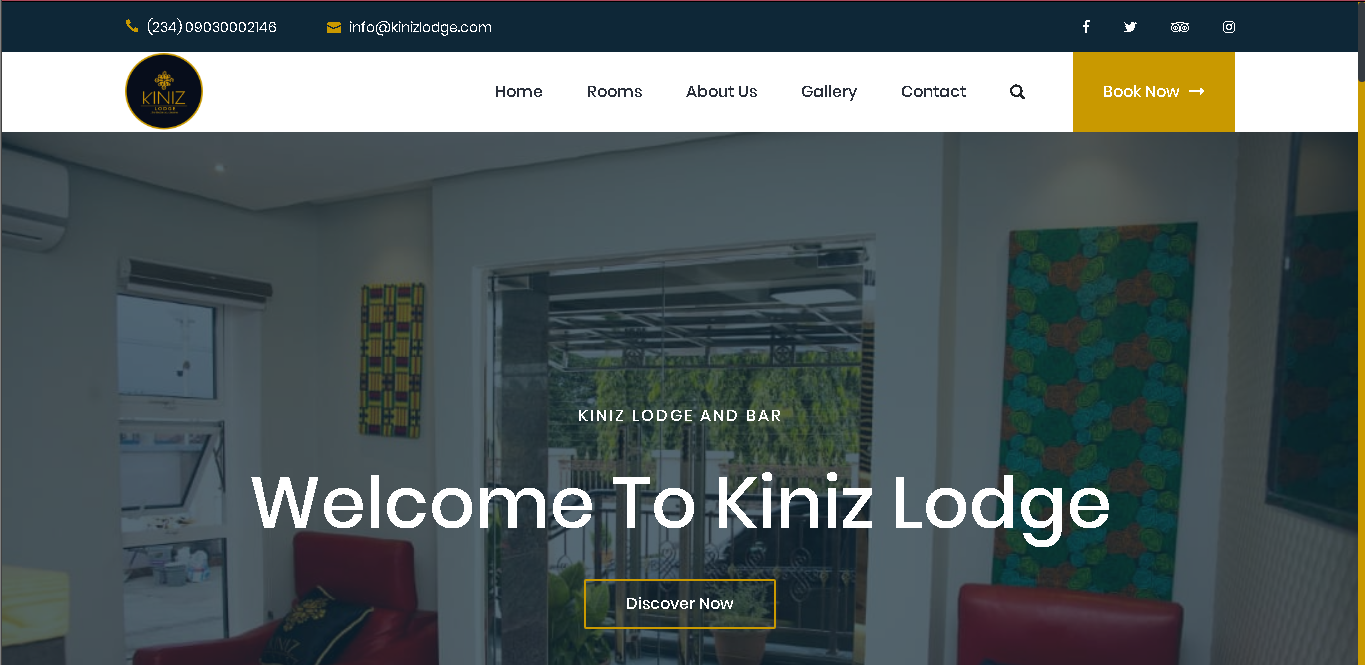 (234) 09030002146
info@kinizlodge.com
KINIZ
LODGE
Home
Rooms
About Us
Gallery
Contact
Book Now
KINIZ LODGE AND BAR
Welcome To Kiniz Lodge
Discover Now
KINIZ